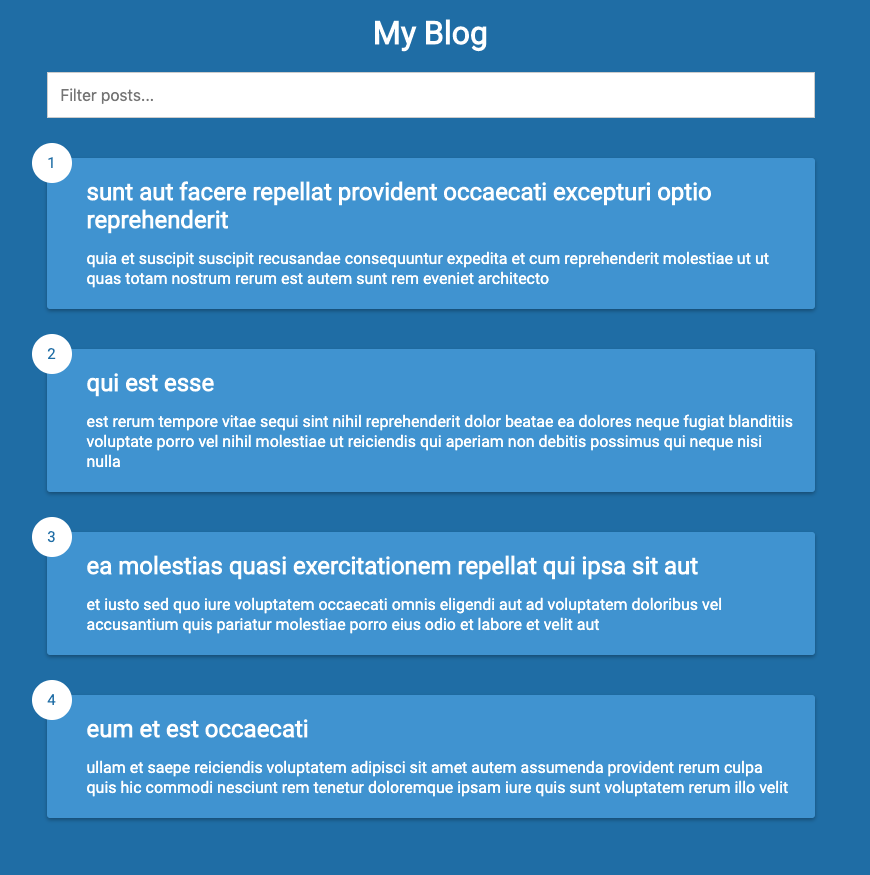 My Blog
Filter posts...
1
sunt aut facere repellat provident occaecati excepturi optio
reprehenderit
quia et suscipit suscipit recusandae consequuntur expedita et cum reprehenderit molestiae ut ut
quas totam nostrum rerum est autem sunt rem eveniet architecto
2
qui est esse
est rerum tempore vitae sequi sint nihil reprehenderit dolor beatae ea dolores neque fugiat blanditiis
voluptate porro vel nihil molestiae ut reiciendis qui aperiam non debitis possimus qui neque nisi
nulla
3
ea molestias quasi exercitationem repellat qui ipsa sit aut
et iusto sed quo iure voluptatem occaecati omnis eligendi aut ad voluptatem doloribus vel
accusantium quis pariatur molestiae porro eius odio et labore et velit aut
4
eum et est occaecati
ullam et saepe reiciendis voluptatem adipisci sit amet autem assumenda provident rerum culpa
quis hic commodi nesciunt rem tenetur doloremque ipsam iure quis sunt voluptatem rerum illo velit